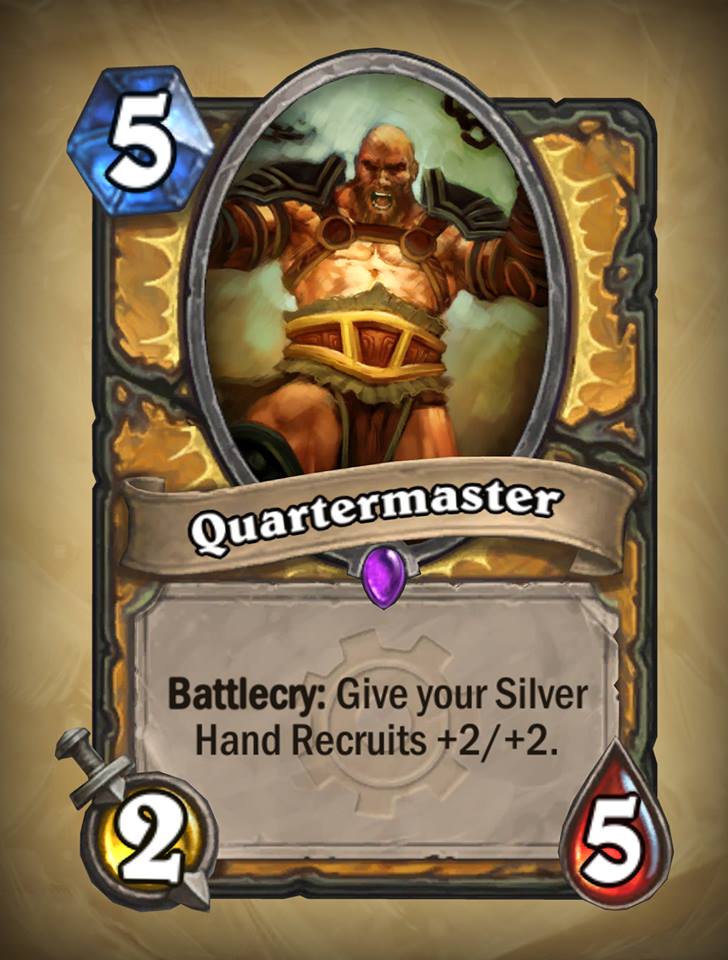 5
Quartermaster
Battlecry: Give your Silver
Hand Recruits +2/+2.
2
5